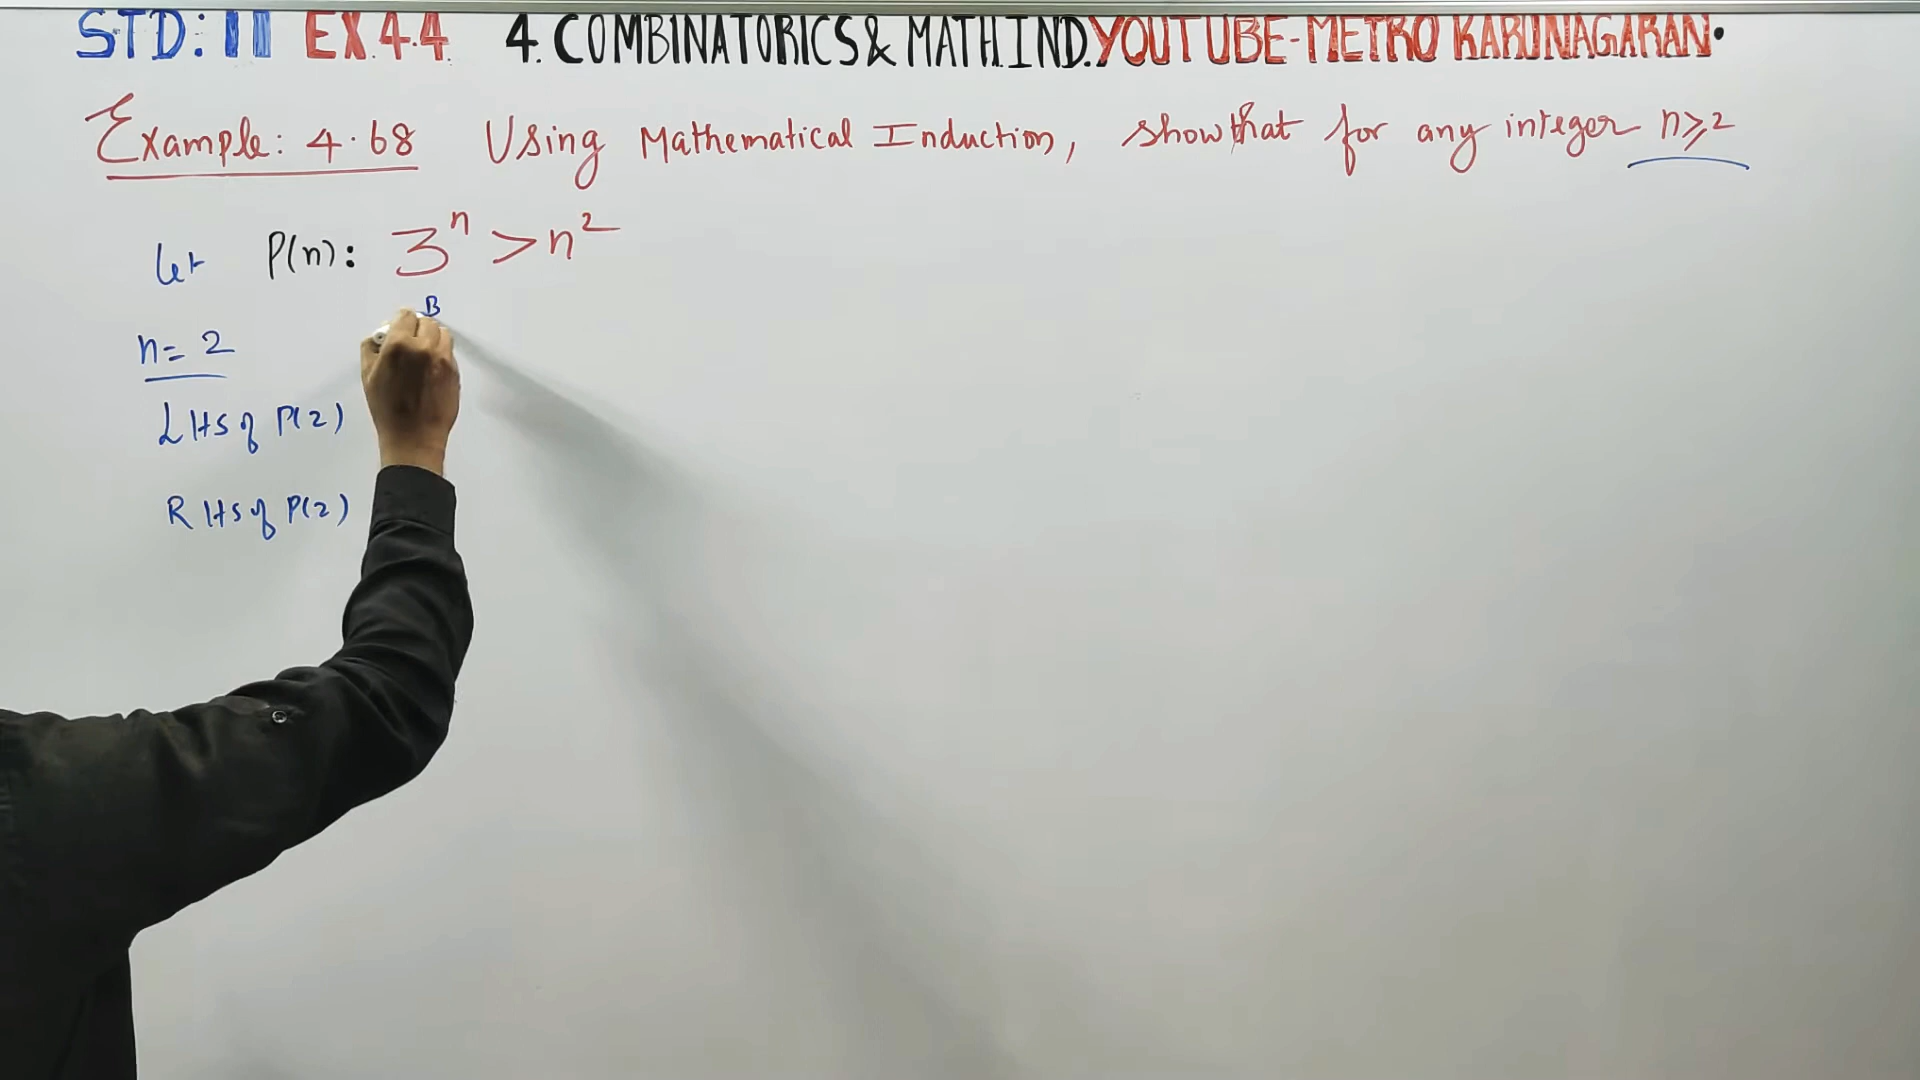 STD: 11 EX.4.4. 4. COMBINATORICS & MATH.IND. YOUTUBE-METRO KARUNAGARAN.
Example: 4.68 Using Mathematical Induction, show that for any integer n≥2
Let P(n): 3ⁿ > n²
B
n = 2
LHS of P(2)
RHS of P(2)